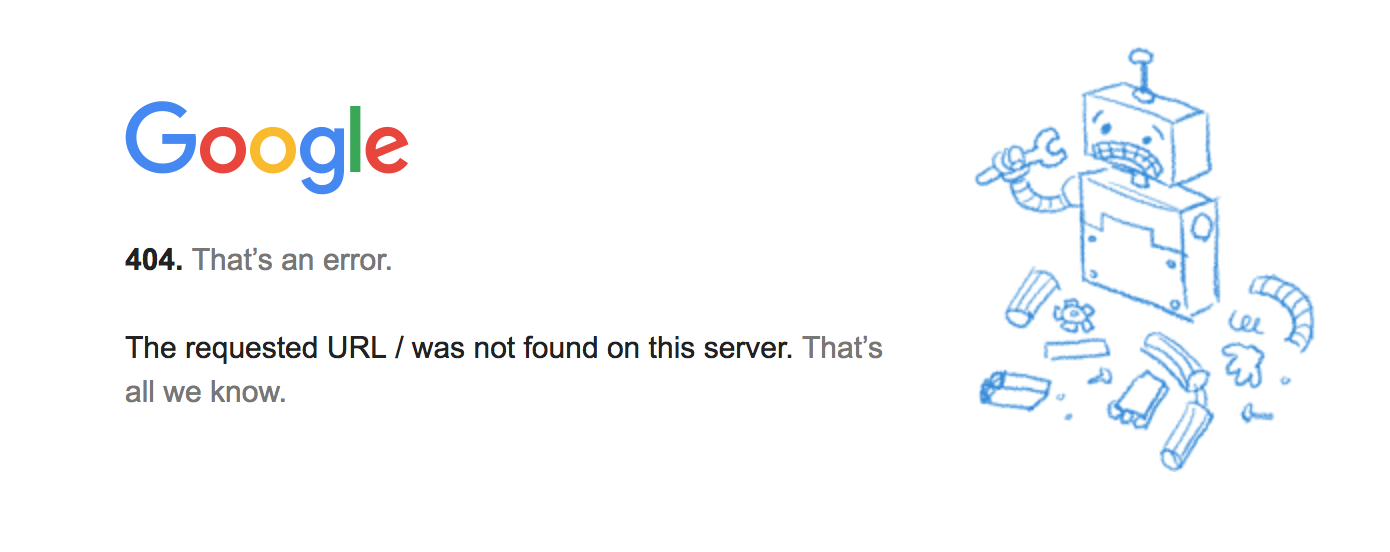 Google
404. That’s an error.
The requested URL / was not found on this server. That’s
all we know.